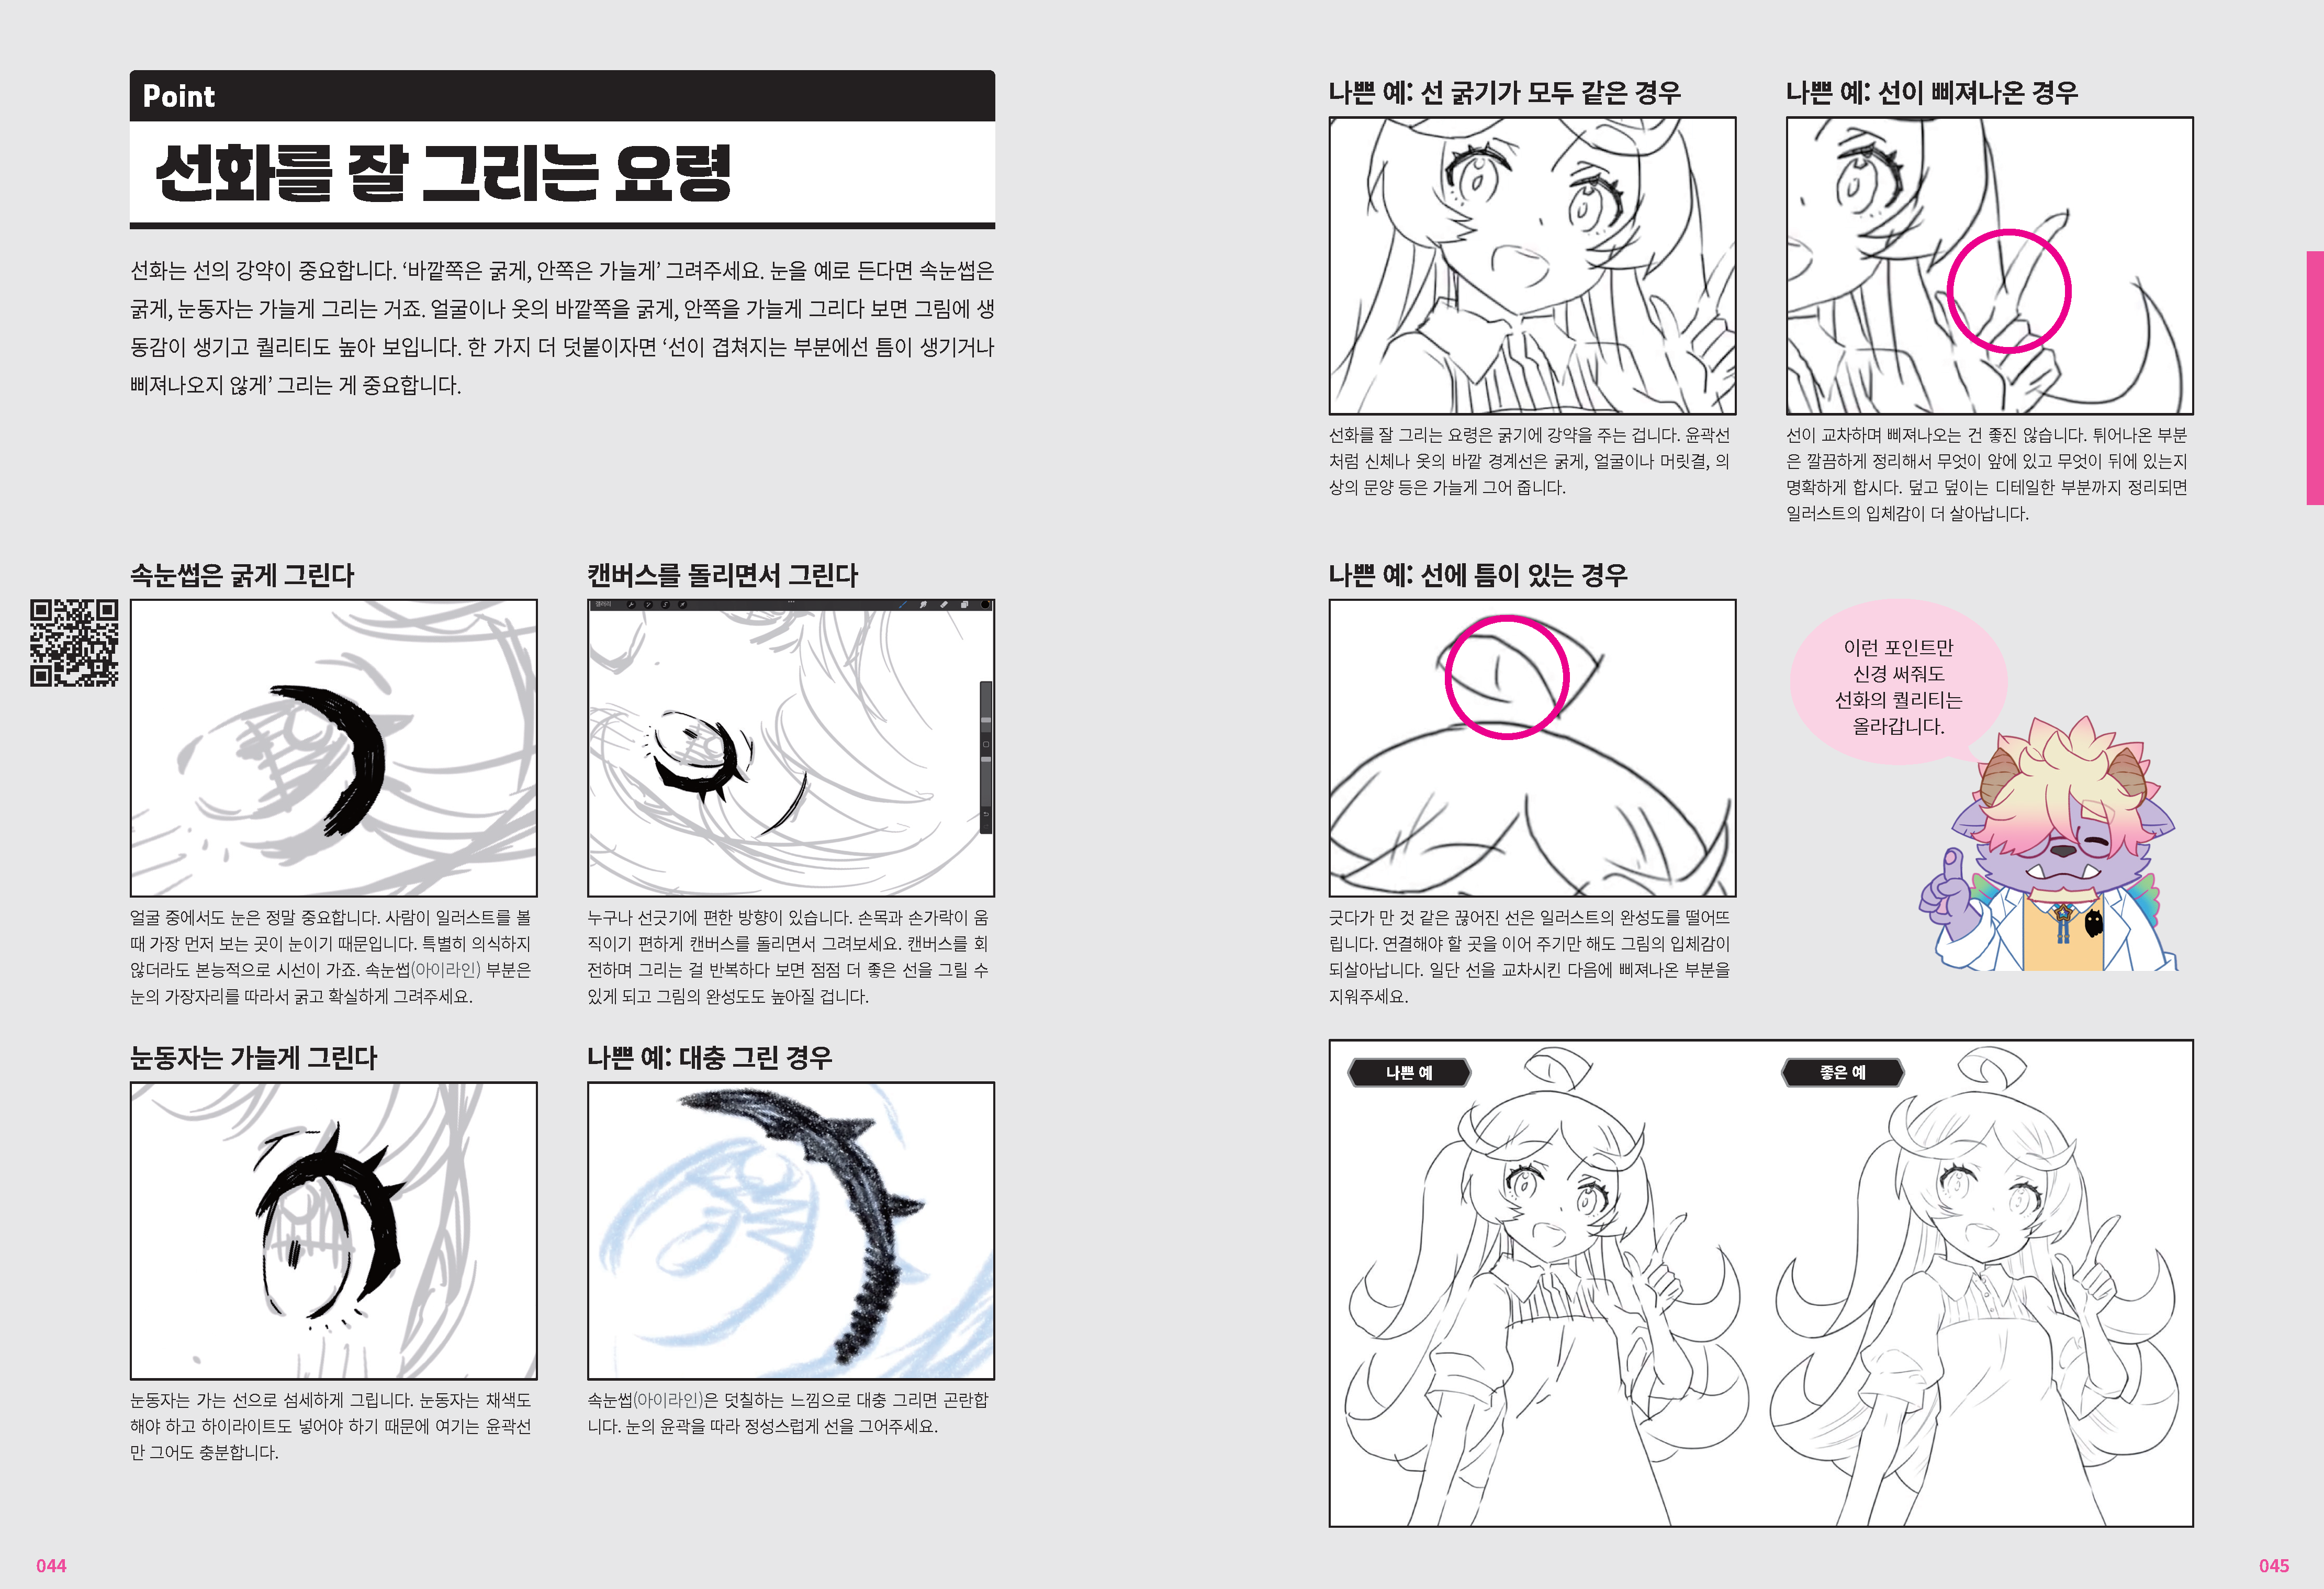 Point
선화를 잘 그리는 요령
선화는 선의 강약이 중요합니다. ‘바깥쪽은 굵게, 안쪽은 가늘게’ 그려주세요. 눈을 예로 든다면 속눈썹은
굵게, 눈동자는 가늘게 그리는 거죠. 얼굴이나 옷의 바깥쪽을 굵게, 안쪽을 가늘게 그리다 보면 그림에 생
동감이 생기고 퀄리티도 높아 보입니다. 한 가지 더 덧붙이자면 ‘선이 겹쳐지는 부분에선 틈이 생기거나
삐져나오지 않게’ 그리는 게 중요합니다.
속눈썹은 굵게 그린다
얼굴 중에서도 눈은 정말 중요합니다. 사람이 일러스트를 볼
때 가장 먼저 보는 곳이 눈이기 때문입니다. 특별히 의식하지
않더라도 본능적으로 시선이 가죠. 속눈썹(아이라인) 부분은
눈의 가장자리를 따라서 굵고 확실하게 그려주세요.
캔버스를 돌리면서 그린다
갤러리
누구나 선긋기에 편한 방향이 있습니다. 손목과 손가락이 움
직이기 편하게 캔버스를 돌리면서 그려보세요. 캔버스를 회
전하며 그리는 걸 반복하다 보면 점점 더 좋은 선을 그릴 수
있게 되고 그림의 완성도도 높아질 겁니다.
눈동자는 가늘게 그린다
눈동자는 가는 선으로 섬세하게 그립니다. 눈동자는 채색도
해야 하고 하이라이트도 넣어야 하기 때문에 여기는 윤곽선
만 그어도 충분합니다.
나쁜 예: 대충 그린 경우
속눈썹(아이라인)은 덧칠하는 느낌으로 대충 그리면 곤란합
니다. 눈의 윤곽을 따라 정성스럽게 선을 그어주세요.
044
나쁜 예: 선 굵기가 모두 같은 경우
선화를 잘 그리는 요령은 굵기에 강약을 주는 겁니다. 윤곽선
처럼 신체나 옷의 바깥 경계선은 굵게, 얼굴이나 머릿결, 의
상의 문양 등은 가늘게 그어 줍니다.
나쁜 예: 선이 삐져나온 경우
선이 교차하며 삐져나오는 건 좋진 않습니다. 튀어나온 부분
은 깔끔하게 정리해서 무엇이 앞에 있고 무엇이 뒤에 있는지
명확하게 합시다. 덮고 덮이는 디테일한 부분까지 정리되면
일러스트의 입체감이 더 살아납니다.
나쁜 예: 선에 틈이 있는 경우
긋다가 만 것 같은 끊어진 선은 일러스트의 완성도를 떨어뜨
립니다. 연결해야 할 곳을 이어 주기만 해도 그림의 입체감이
되살아납니다. 일단 선을 교차시킨 다음에 삐져나온 부분을
지워주세요.
이런 포인트만
신경 써줘도
선화의 퀄리티는
올라갑니다.
나쁜 예
좋은 예
045